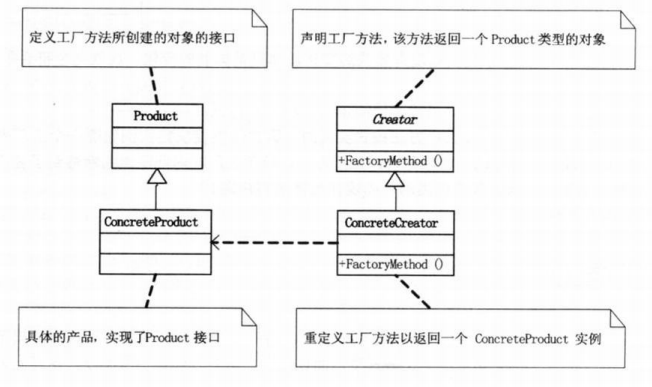 定义工厂方法所创建的对象的接口
声明工厂方法，该方法返回一个Product类型的对象
Product
Creator
+FactoryMethod ()
ConcreteProduct
ConcreteCreator
+FactoryMethod ()
具体的产品，实现了Product 接口
重定义工厂方法以返回一个 ConcreteProduct 实例